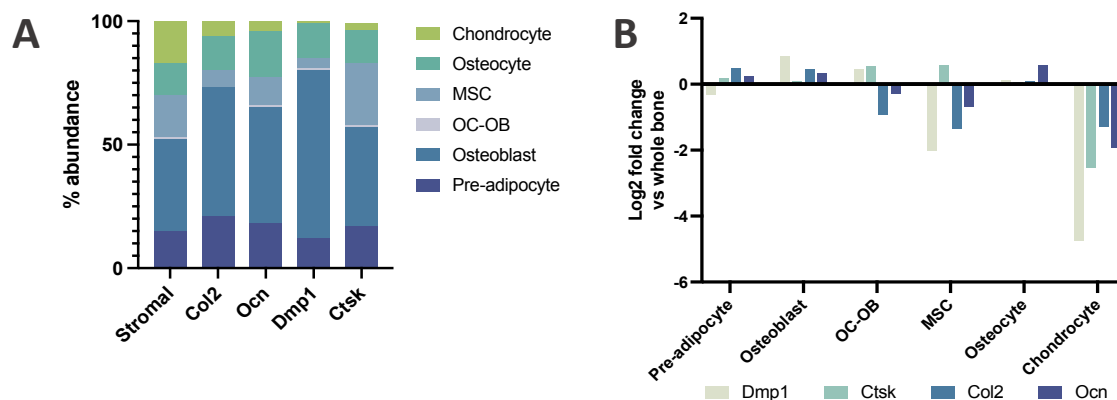 A
% abundance
100
50
0
Stromal
Col2
Ocn
Dmp1
Ctsk
Chondrocyte
Osteocyte
MSC
OC-OB
Osteoblast
Pre-adipocyte
B
Log2 fold change
vs whole bone
2
0
-2
-4
-6
Pre-adipocyte
Osteoblast
OC-OB
MSC
Osteocyte
Chondrocyte
Dmp1
Ctsk
Col2
Ocn